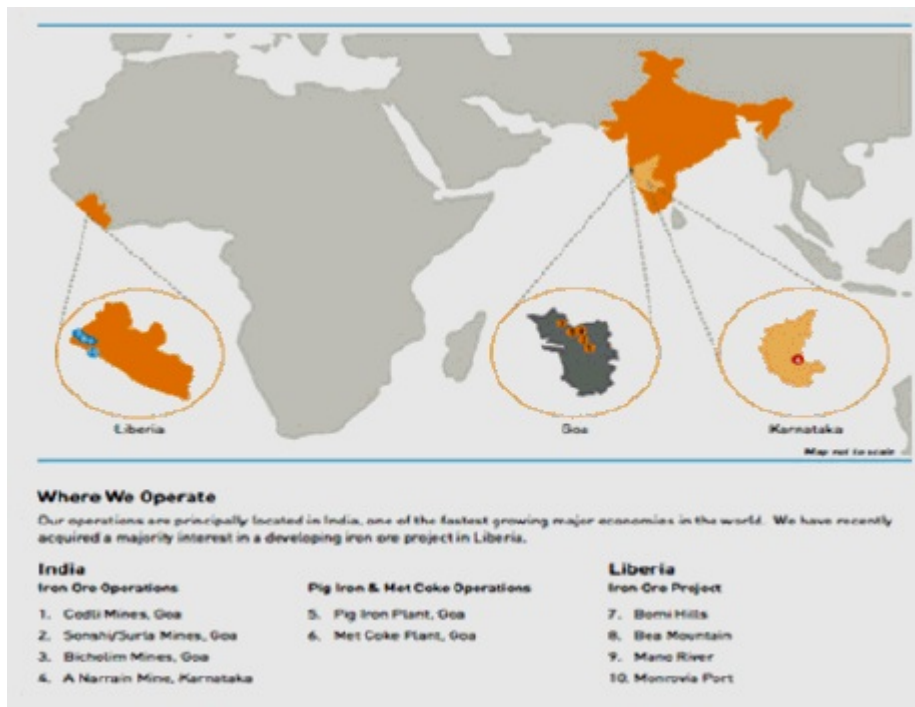 Liberia
Goa
Karnataka
Map not to scale
Where We Operate
Our operations are principally located in India, one of the fastest growing major economies in the world. We have recently
acquired a majority interest in a developing iron ore project in Liberia.
India
Iron Ore Operations
1. Codli Mines, Goa
2. Sonshi/Surla Mines, Goa
3. Bicholim Mines, Goa
4. A Narrain Mine, Karnataka
Pig Iron & Met Coke Operations
5. Pig Iron Plant, Goa
6. Met Coke Plant, Goa
Liberia
Iron Ore Project
7. Bomi Hills
8. Bea Mountain
9. Mano River
10. Monrovia Port